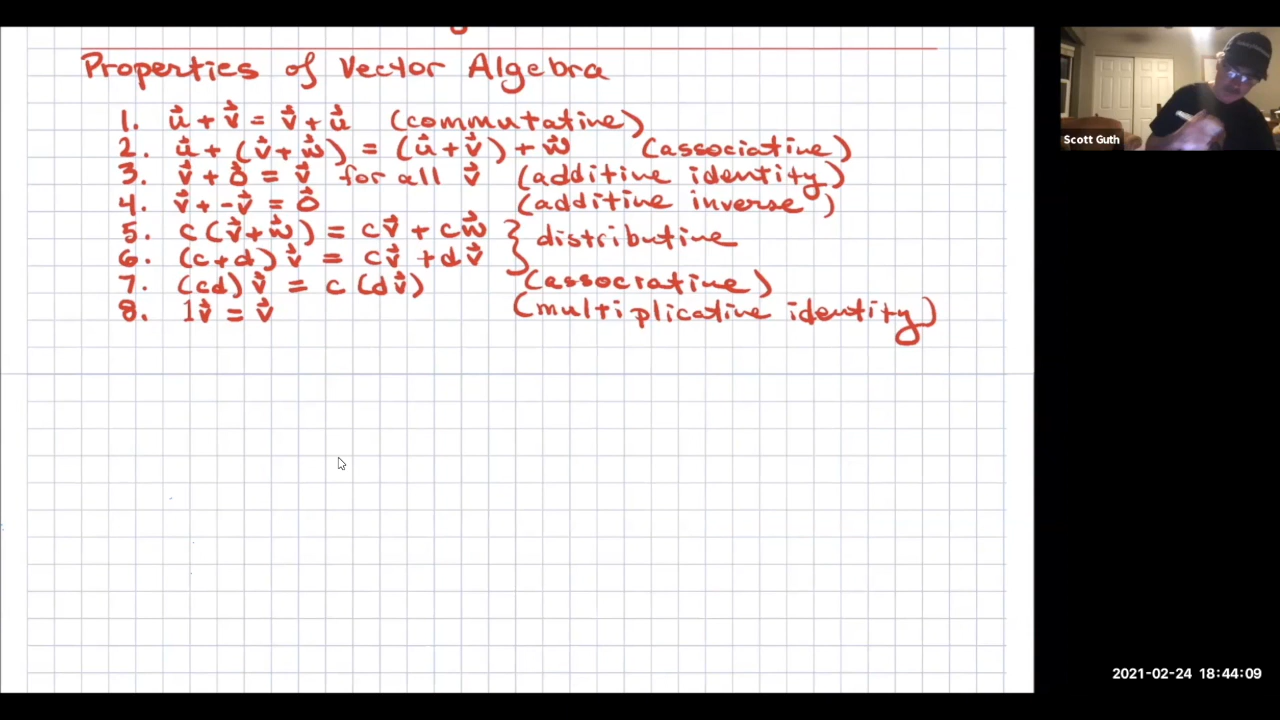 Properties of Vector Algebra
1. u⃗ + v⃗ = v⃗ + u⃗ (commutative)
2. u⃗ + (v⃗ + w⃗) = (u⃗ + v⃗) + w⃗ (associative)
3. v⃗ + 0⃗ = v⃗ for all v⃗ (additive identity)
4. v⃗ + -v⃗ = 0⃗ (additive inverse)
5. c(v⃗ + w⃗) = cv⃗ + cw⃗ } distributive
6. (c+d)v⃗ = cv⃗ + dv⃗
7. (cd)v⃗ = c(dv⃗) (associative)
8. 1v⃗ = v⃗ (multiplicative identity)
Scott Guth
2021-02-24 18:44:09